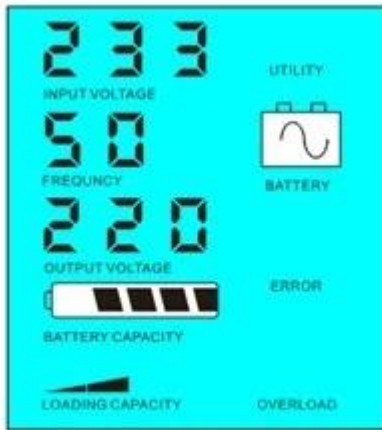 233
UTILITY
INPUT VOLTAGE
50
FREQUNCY
BATTERY
220
OUTPUT VOLTAGE
ERROR
BATTERY CAPACITY
LOADING CAPACITY
OVERLOAD